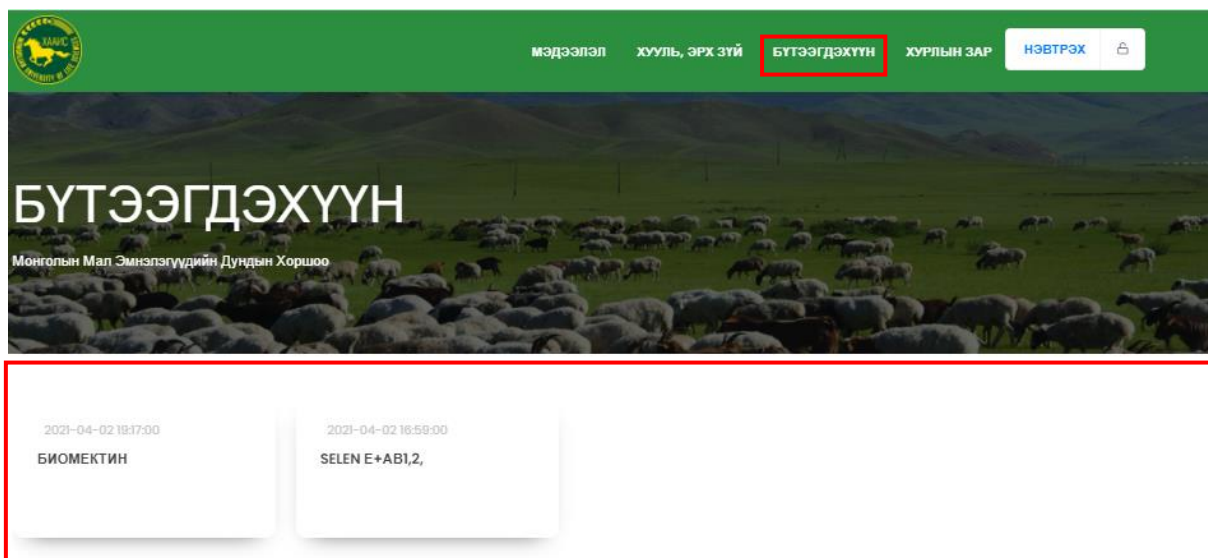 ХААИС
МЭДЭЭЛЭЛ ХУУЛЬ, ЭРХ ЗҮЙ БҮТЭЭГДЭХҮҮН ХУРЛЫН ЗАР НЭВТРЭХ
БҮТЭЭГДЭХҮҮН
Монголын Мал Эмнэлэгүүдийн Дундын Хоршоо
2021-04-02 19:17:00 2021-04-02 16:59:00
БИОМЕКТИН SELEN E+AB1,2,